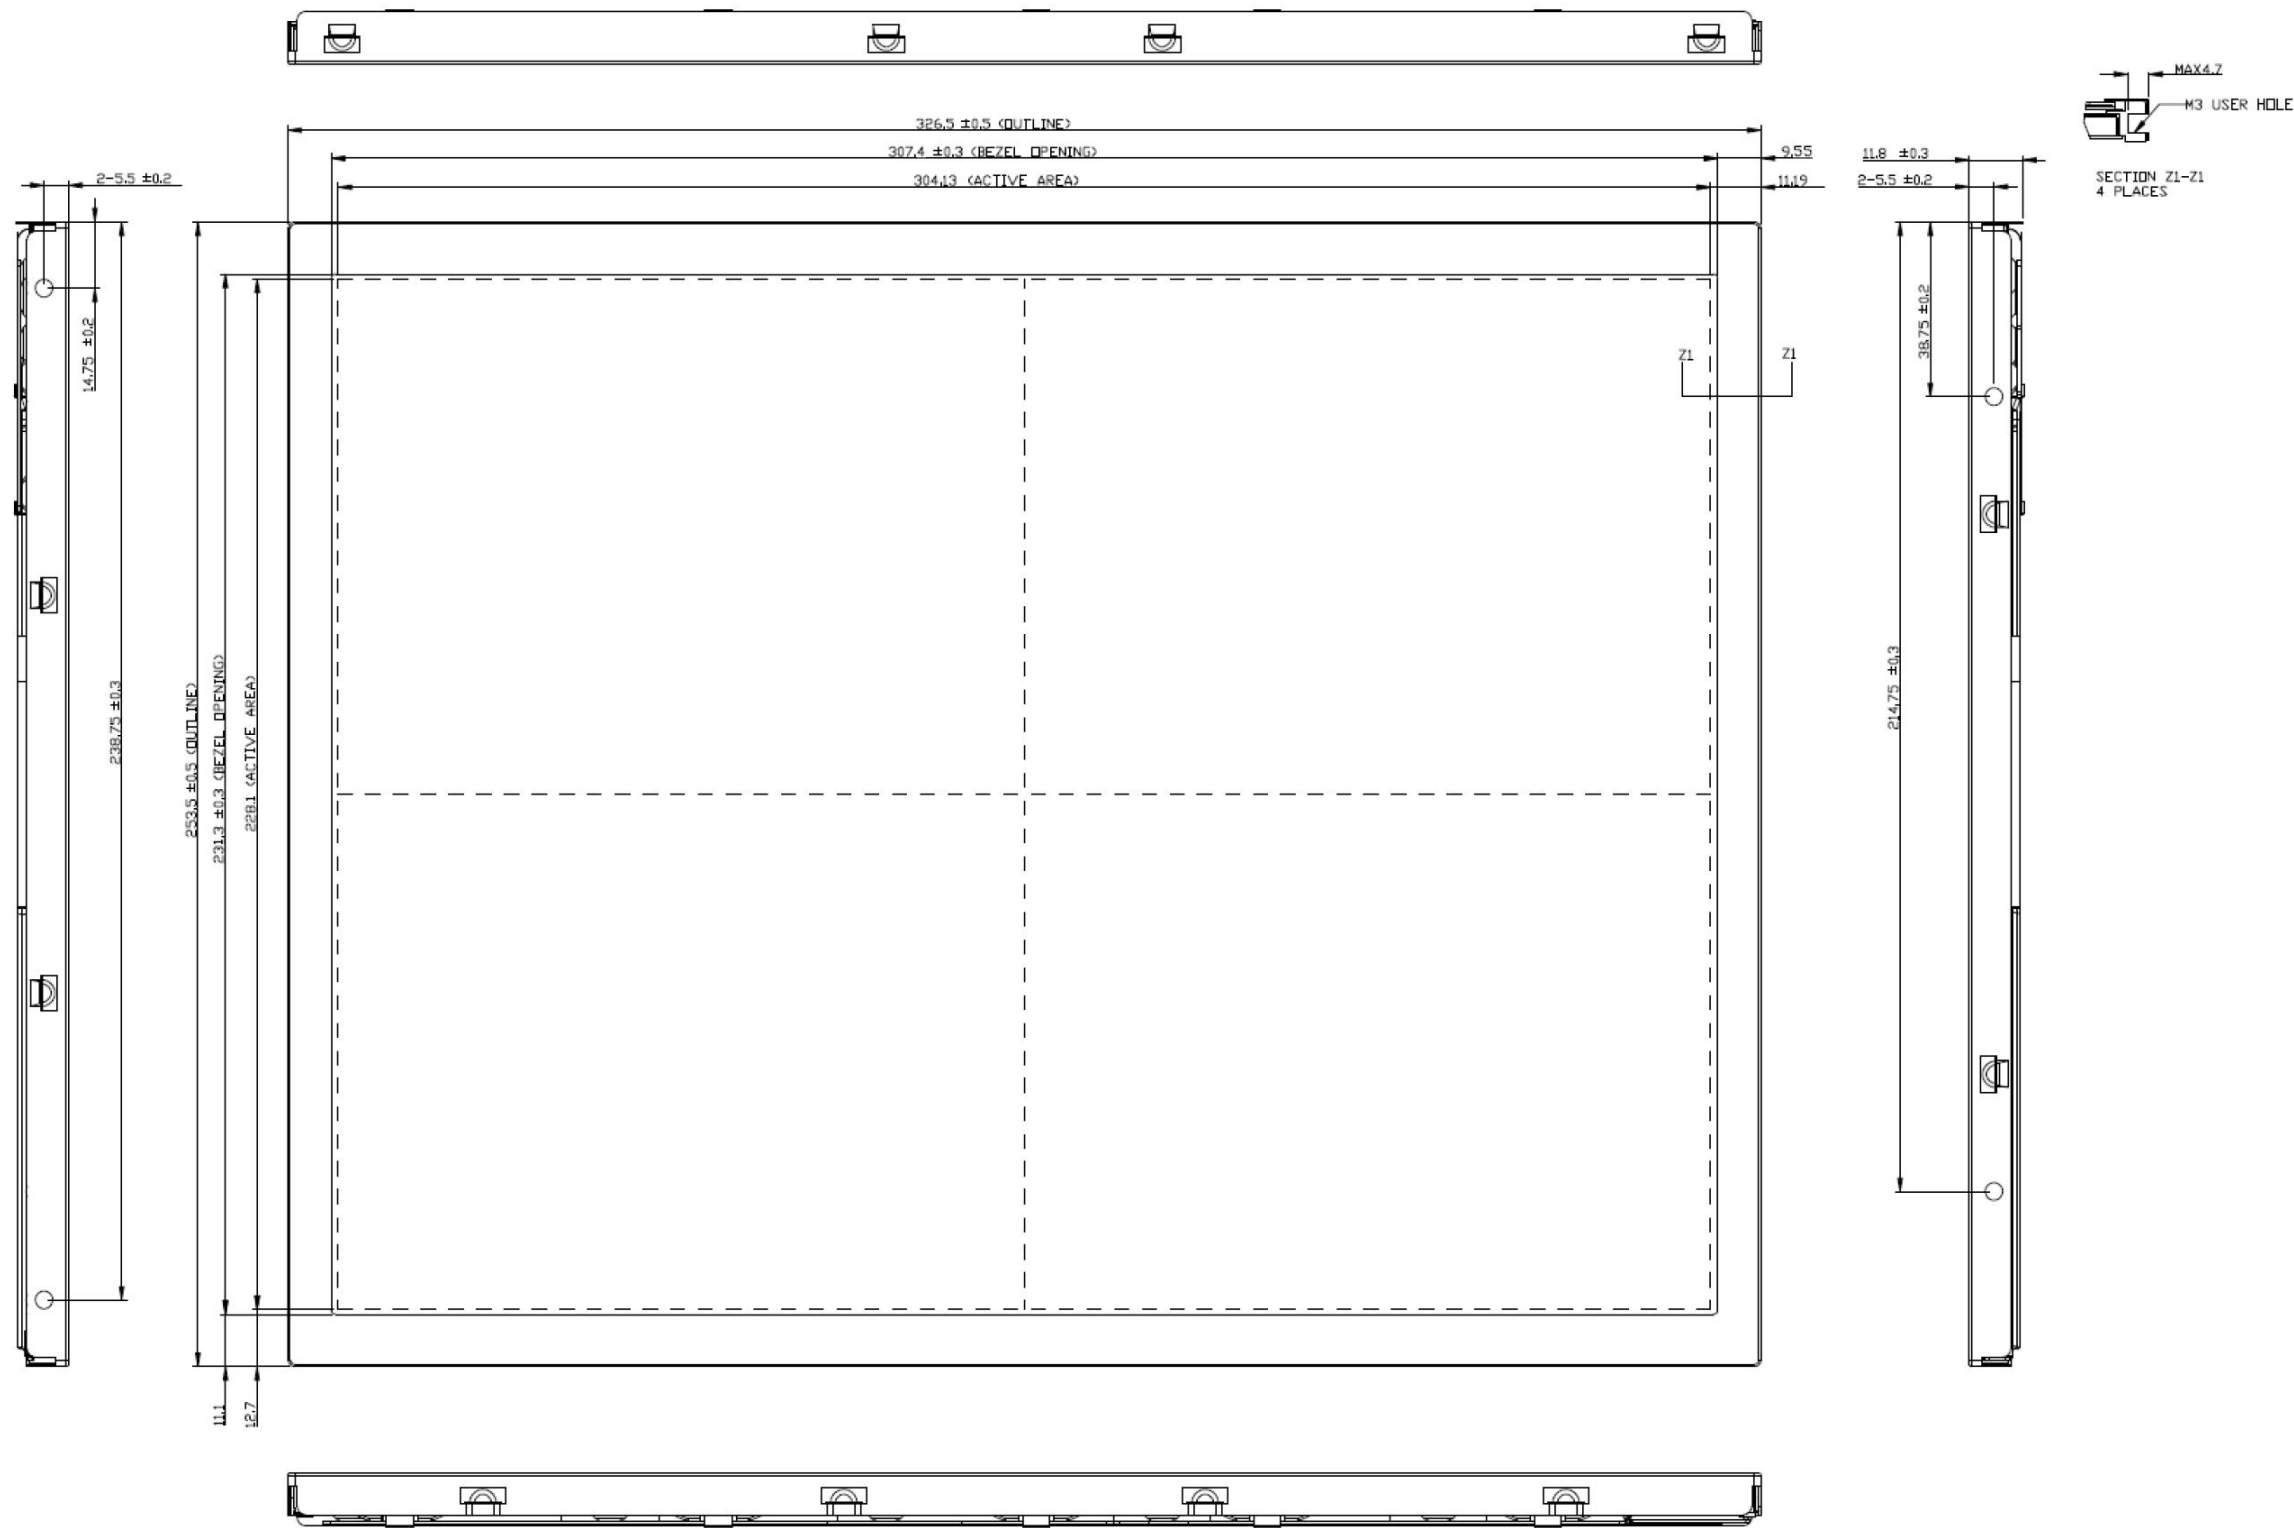 MAX4.7
M3 USER HOLE
SECTION Z1-Z1
4 PLACES
326.5 ±0.5 (OUTLINE)
307.4 ±0.3 (BEZEL OPENING)
9.55
304.13 (ACTIVE AREA)
11.19
2-5.5 ±0.2
11.8 ±0.3
2-5.5 ±0.2
14.75 ±0.2
238.75 ±0.3
253.5 ±0.5 (OUTLINE)
231.3 ±0.3 (BEZEL OPENING)
228.1 (ACTIVE AREA)
Z1
Z1
38.75 ±0.2
214.75 ±0.3
11.1
12.7